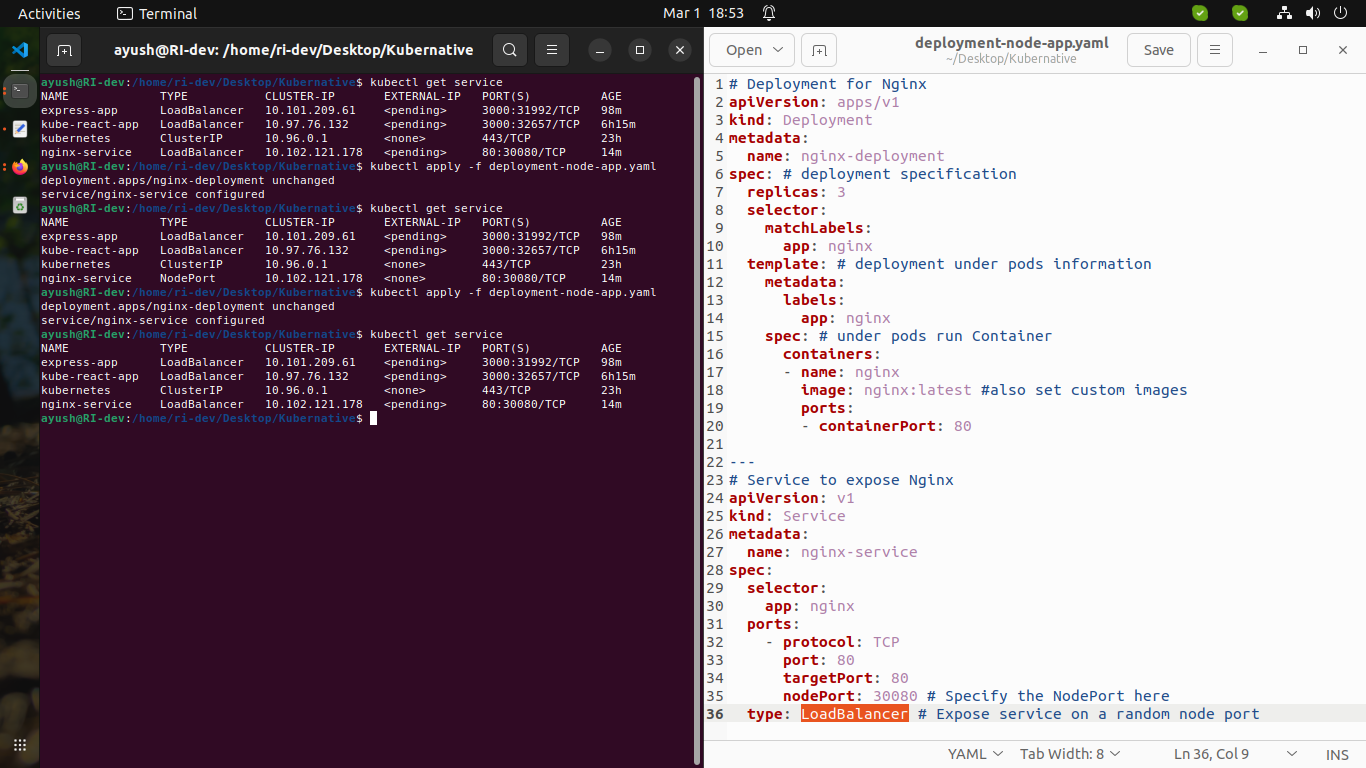 Activities Terminal Mar 1 18:53
ayush@RI-dev: /home/ri-dev/Desktop/Kubernative
ayush@RI-dev:/home/ri-dev/Desktop/Kubernative$ kubectl get service
NAME TYPE CLUSTER-IP EXTERNAL-IP PORT(S) AGE
express-app LoadBalancer 10.101.209.61 <pending> 3000:31992/TCP 98m
kube-react-app LoadBalancer 10.97.76.132 <pending> 3000:32657/TCP 6h15m
kubernetes ClusterIP 10.96.0.1 <none> 443/TCP 23h
nginx-service LoadBalancer 10.102.121.178 <pending> 80:30080/TCP 14m
ayush@RI-dev:/home/ri-dev/Desktop/Kubernative$ kubectl apply -f deployment-node-app.yaml
deployment.apps/nginx-deployment unchanged
service/nginx-service configured
ayush@RI-dev:/home/ri-dev/Desktop/Kubernative$ kubectl get service
NAME TYPE CLUSTER-IP EXTERNAL-IP PORT(S) AGE
express-app LoadBalancer 10.101.209.61 <pending> 3000:31992/TCP 98m
kube-react-app LoadBalancer 10.97.76.132 <pending> 3000:32657/TCP 6h15m
kubernetes ClusterIP 10.96.0.1 <none> 443/TCP 23h
nginx-service NodePort 10.102.121.178 <none> 80:30080/TCP 14m
ayush@RI-dev:/home/ri-dev/Desktop/Kubernative$ kubectl apply -f deployment-node-app.yaml
deployment.apps/nginx-deployment unchanged
service/nginx-service configured
ayush@RI-dev:/home/ri-dev/Desktop/Kubernative$ kubectl get service
NAME TYPE CLUSTER-IP EXTERNAL-IP PORT(S) AGE
express-app LoadBalancer 10.101.209.61 <pending> 3000:31992/TCP 98m
kube-react-app LoadBalancer 10.97.76.132 <pending> 3000:32657/TCP 6h15m
kubernetes ClusterIP 10.96.0.1 <none> 443/TCP 23h
nginx-service LoadBalancer 10.102.121.178 <pending> 80:30080/TCP 14m
ayush@RI-dev:/home/ri-dev/Desktop/Kubernative$
Open deployment-node-app.yaml Save
~/Desktop/Kubernative
1 # Deployment for Nginx
2 apiVersion: apps/v1
3 kind: Deployment
4 metadata:
5   name: nginx-deployment
6 spec: # deployment specification
7   replicas: 3
8   selector:
9     matchLabels:
10       app: nginx
11   template: # deployment under pods information
12     metadata:
13       labels:
14         app: nginx
15     spec: # under pods run Container
16       containers:
17       - name: nginx
18         image: nginx:latest #also set custom images
19         ports:
20         - containerPort: 80
21
22 ---
23 # Service to expose Nginx
24 apiVersion: v1
25 kind: Service
26 metadata:
27   name: nginx-service
28 spec:
29   selector:
30     app: nginx
31   ports:
32     - protocol: TCP
33       port: 80
34       targetPort: 80
35       nodePort: 30080 # Specify the NodePort here
36   type: LoadBalancer # Expose service on a random node port
YAML Tab Width: 8 Ln 36, Col 9 INS